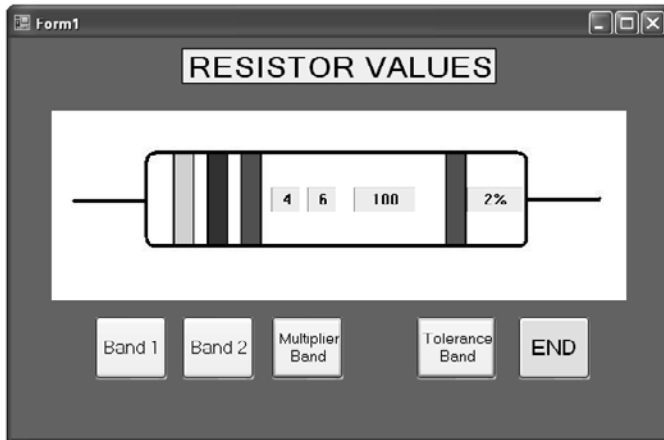 Form1
RESISTOR VALUES
4 6 100 2%
Band 1 Band 2 Multiplier Band Tolerance Band END